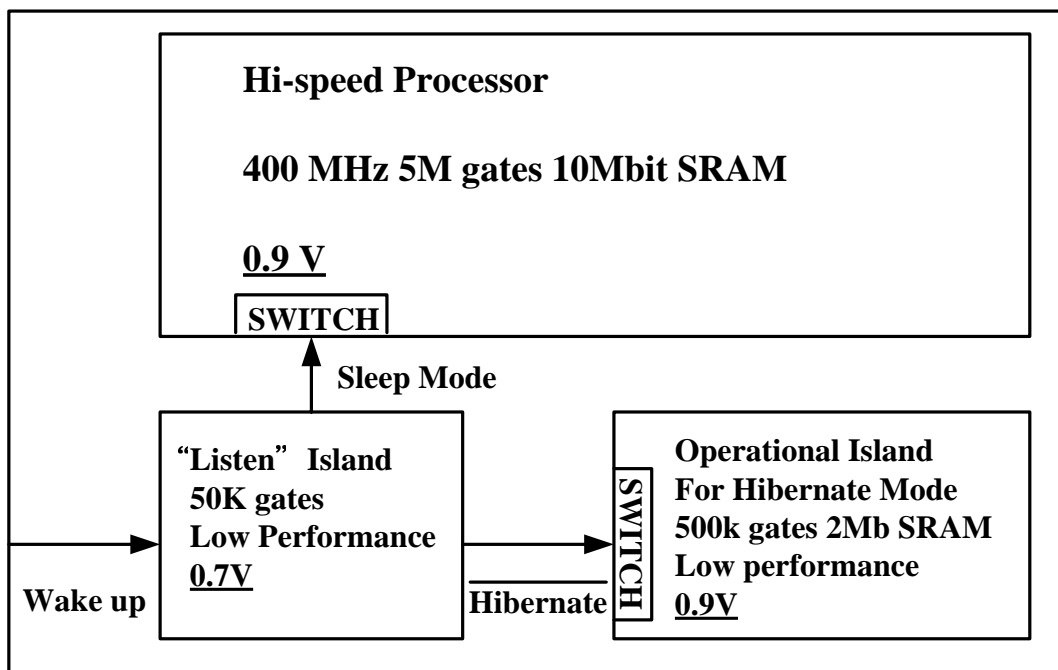 Hi-speed Processor
400 MHz 5M gates 10Mbit SRAM
0.9 V
SWITCH
Sleep Mode
“Listen” Island
50K gates
Low Performance
0.7V
Wake up
Hibernate
SWITCH
Operational Island
For Hibernate Mode
500k gates 2Mb SRAM
Low performance
0.9V